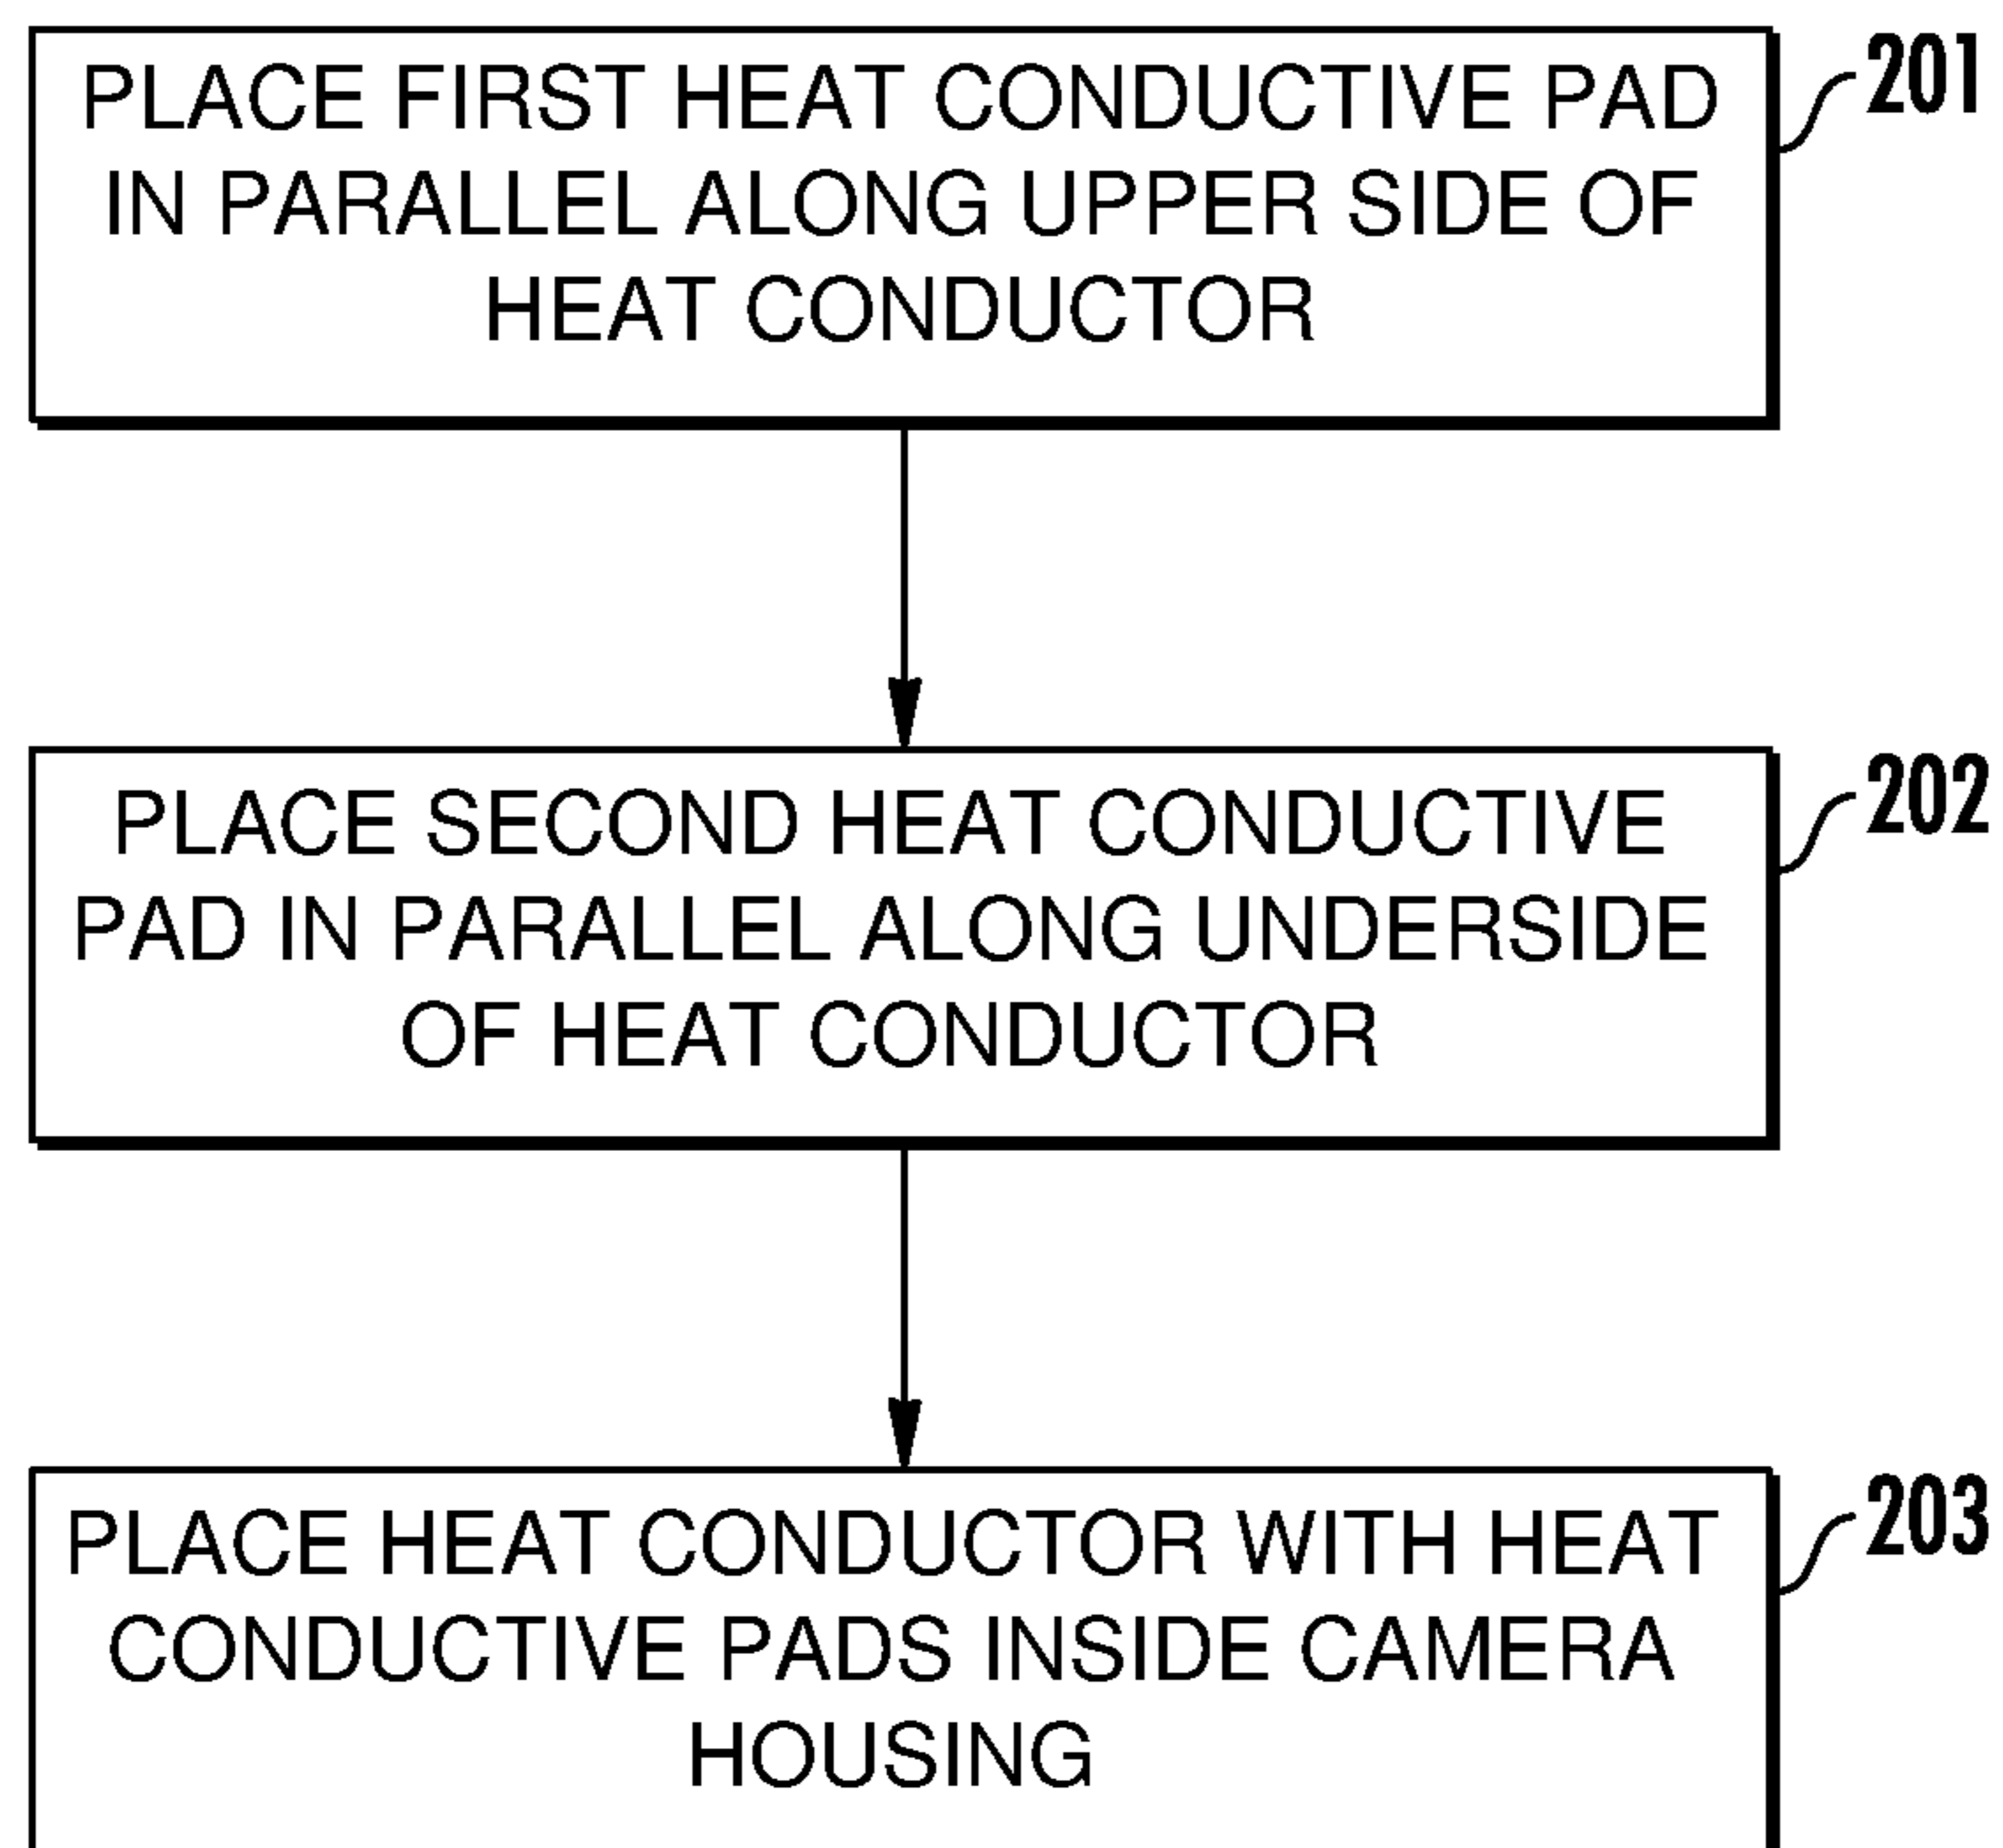 PLACE FIRST HEAT CONDUCTIVE PAD
IN PARALLEL ALONG UPPER SIDE OF
HEAT CONDUCTOR
201
PLACE SECOND HEAT CONDUCTIVE
PAD IN PARALLEL ALONG UNDERSIDE
OF HEAT CONDUCTOR
202
PLACE HEAT CONDUCTOR WITH HEAT
CONDUCTIVE PADS INSIDE CAMERA
HOUSING
203